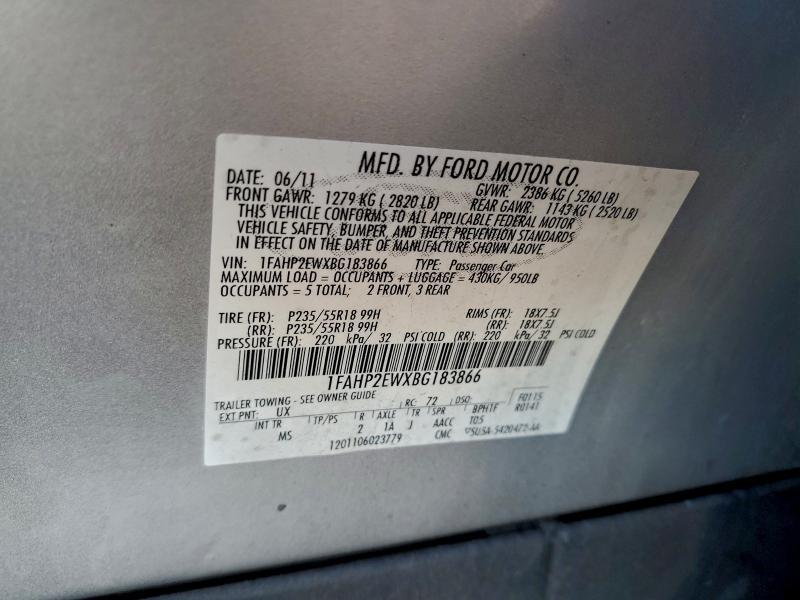 MFD. BY FORD MOTOR CO.
DATE: 06/11 GVWR: 2386 KG ( 5260 LB)
FRONT GAWR: 1279 KG ( 2820 LB) REAR GAWR: 1143 KG ( 2520 LB)
THIS VEHICLE CONFORMS TO ALL APPLICABLE FEDERAL MOTOR
VEHICLE SAFETY, BUMPER, AND THEFT PREVENTION STANDARDS
IN EFFECT ON THE DATE OF MANUFACTURE SHOWN ABOVE.
VIN: 1FAHP2EWXBG183866 TYPE: Passenger Car
MAXIMUM LOAD = OCCUPANTS + LUGGAGE = 430KG/ 950LB
OCCUPANTS = 5 TOTAL; 2 FRONT, 3 REAR
TIRE (FR): P235/55R18 99H RIMS (FR): 18X7.5J
(RR): P235/55R18 99H (RR): 18X7.5J
PRESSURE (FR): 220 kPa/ 32 PSI COLD (RR): 220 kPa/ 32 PSI COLD
1FAHP2EWXBG183866
TRAILER TOWING - SEE OWNER GUIDE
EXT PNT: UX RC: 72 DSO: F0115
R0141
INT TR TP/PS R AXLE TR SPR BPHTF
MS 2 1A J AACC T05
1201106023779 CMC